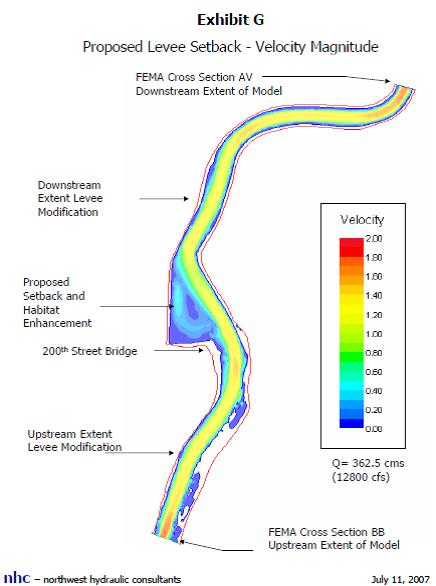 Exhibit G
Proposed Levee Setback - Velocity Magnitude
FEMA Cross Section AV
Downstream Extent of Model
Downstream
Extent Levee
Modification
Proposed
Setback and
Habitat
Enhancement
200th Street Bridge
Upstream Extent
Levee Modification
Velocity
2.00
1.80
1.60
1.40
1.20
1.00
0.80
0.60
0.40
0.20
0.00
Q= 362.5 cms
(12800 cfs)
FEMA Cross Section BB
Upstream Extent of Model
nhc – northwest hydraulic consultants
July 11, 2007